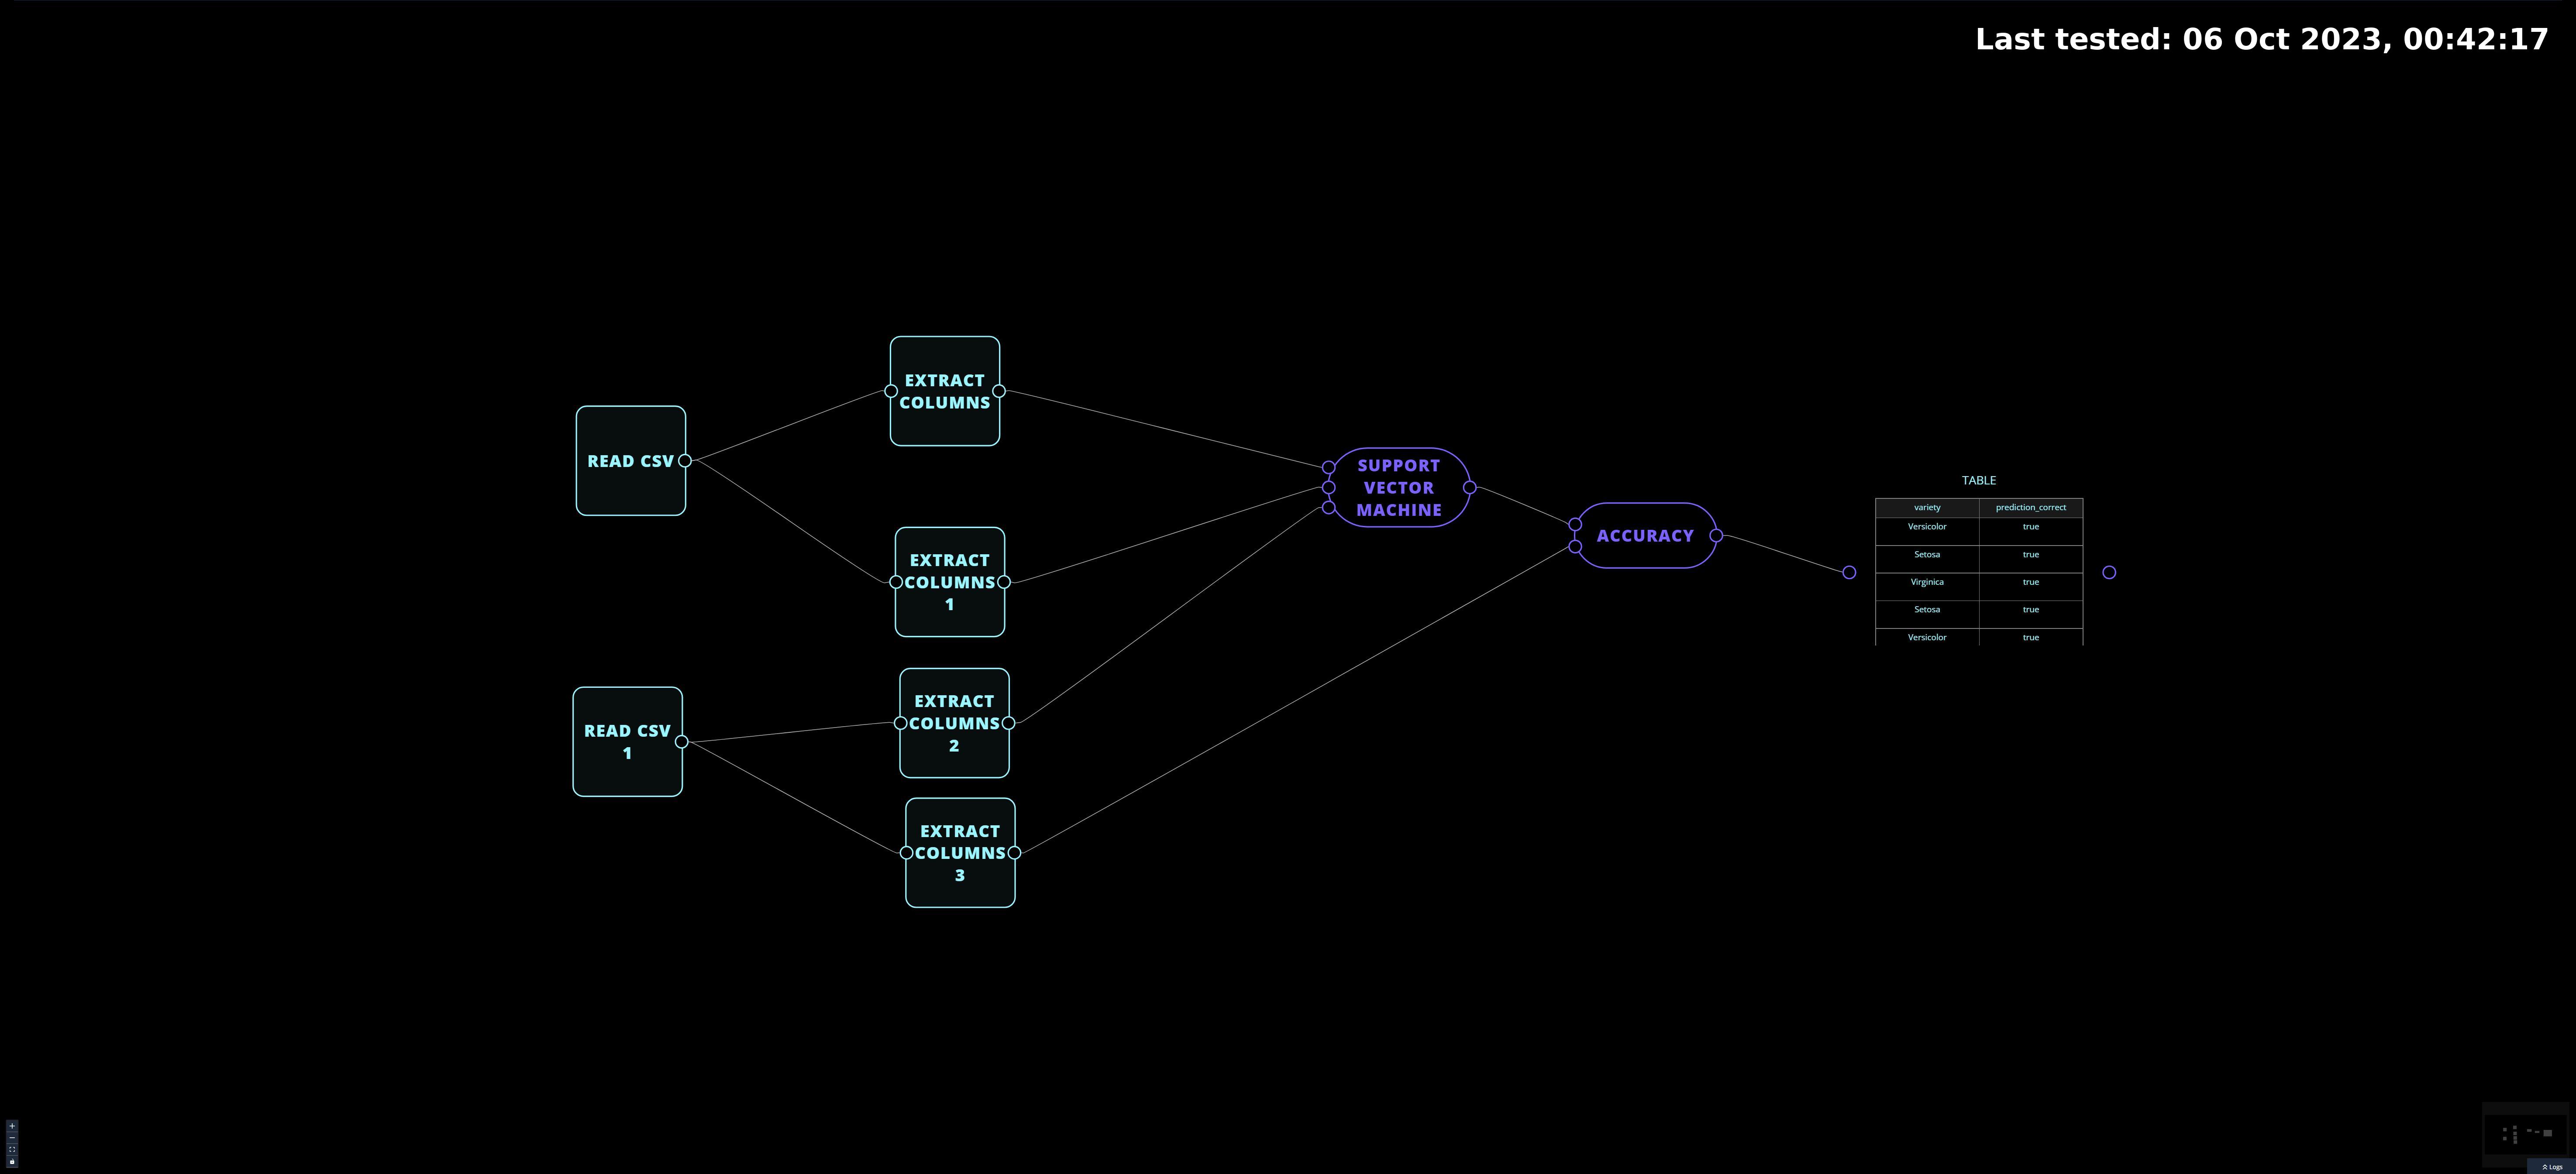 Last tested: 06 Oct 2023, 00:42:17
EXTRACT
COLUMNS
READ CSV
SUPPORT
VECTOR
MACHINE
TABLE
variety prediction_correct
Versicolor true
Setosa true
Virginica true
Setosa true
Versicolor true
ACCURACY
EXTRACT
COLUMNS
1
EXTRACT
COLUMNS
2
READ CSV
1
EXTRACT
COLUMNS
3
Logs